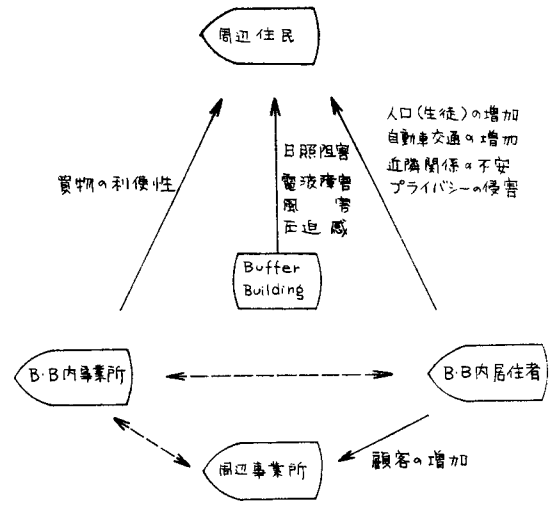 周辺住民
人口(生徒)の増加
自動車交通の増加
近隣関係の不安
プライバシーの侵害
日照阻害
電波障害
風　害
圧迫感
買物の利便性
Buffer
Building
B・B内事業所
B・B内居住者
周辺事業所
顧客の増加